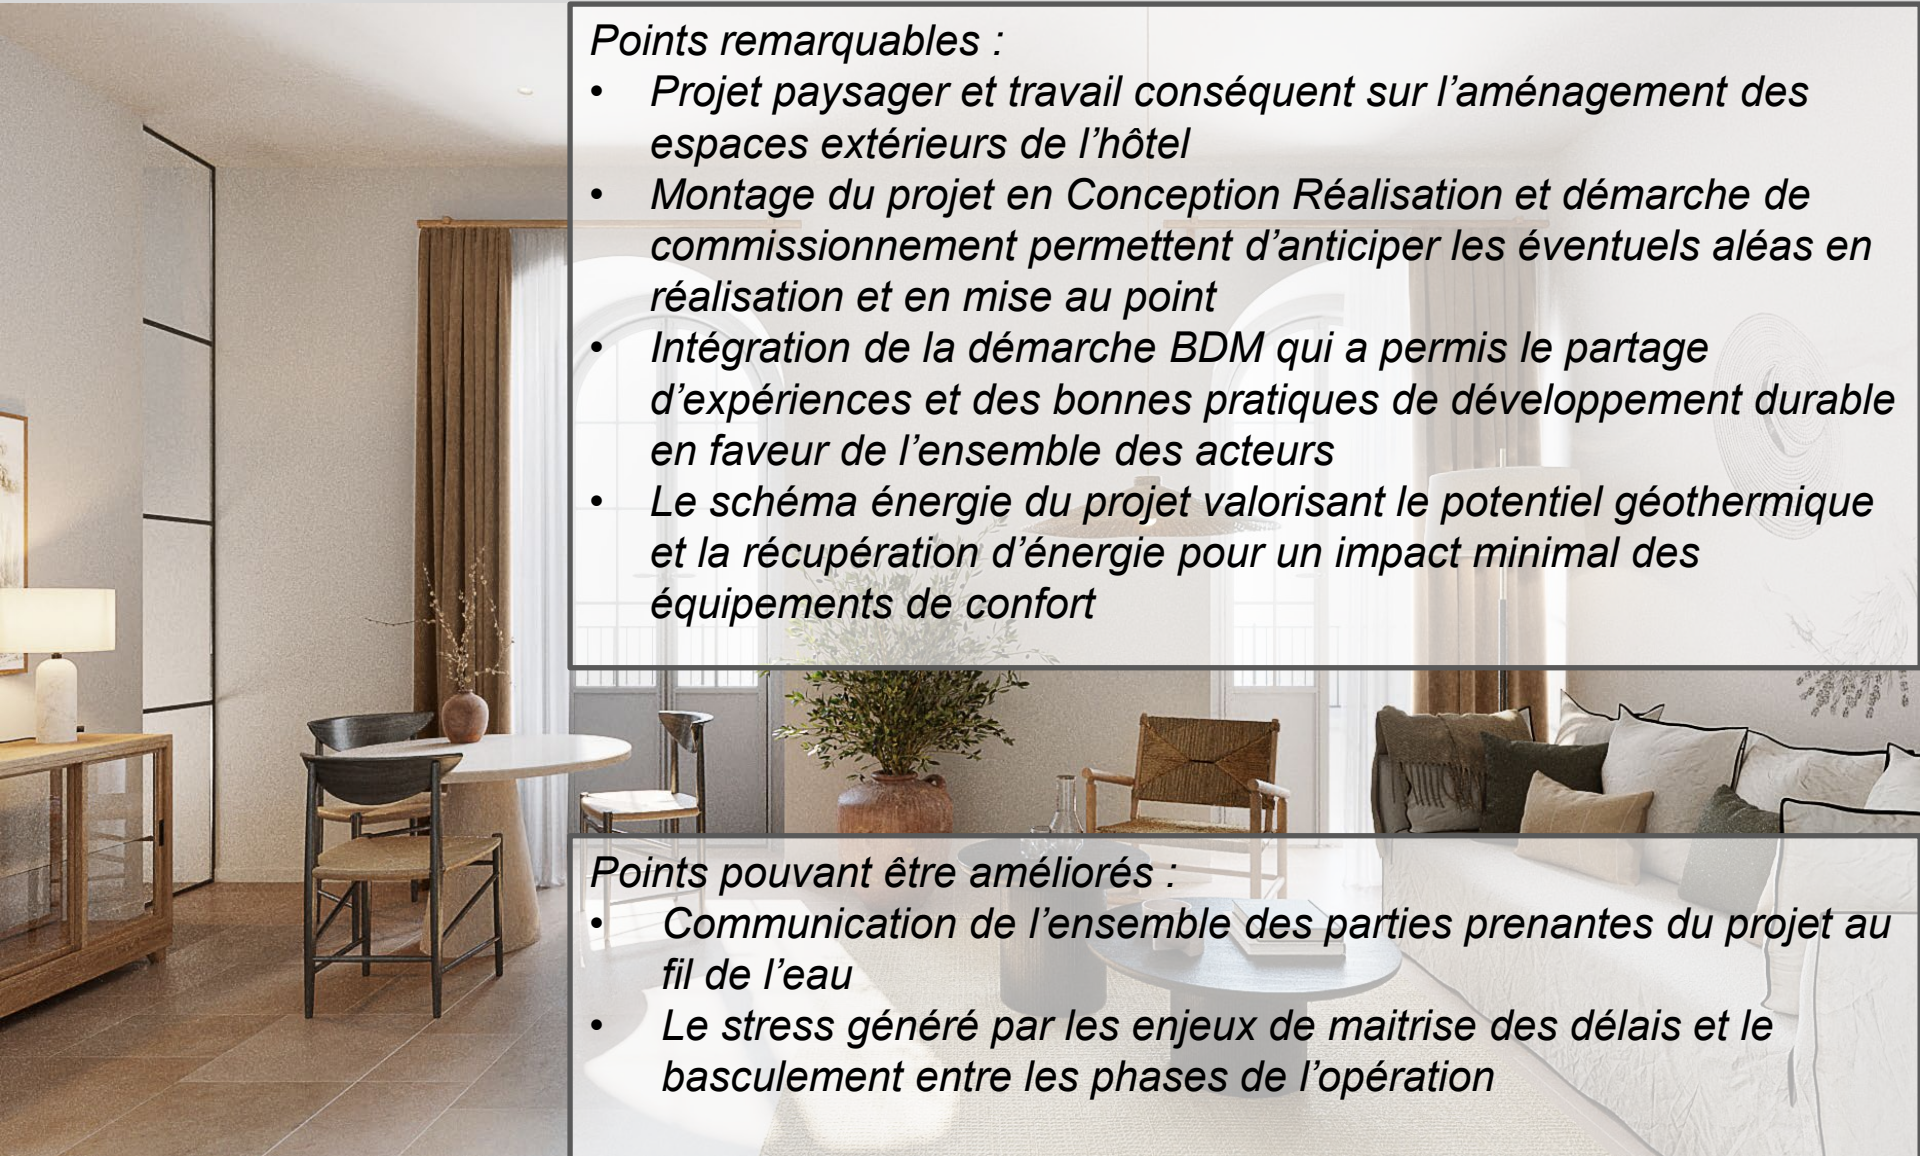 Points remarquables :
• Projet paysager et travail conséquent sur l’aménagement des
espaces extérieurs de l’hôtel
• Montage du projet en Conception Réalisation et démarche de
commissionnement permettent d’anticiper les éventuels aléas en
réalisation et en mise au point
• Intégration de la démarche BDM qui a permis le partage
d’expériences et des bonnes pratiques de développement durable
en faveur de l’ensemble des acteurs
• Le schéma énergie du projet valorisant le potentiel géothermique
et la récupération d’énergie pour un impact minimal des
équipements de confort
Points pouvant être améliorés :
• Communication de l’ensemble des parties prenantes du projet au
fil de l’eau
• Le stress généré par les enjeux de maitrise des délais et le
basculement entre les phases de l’opération